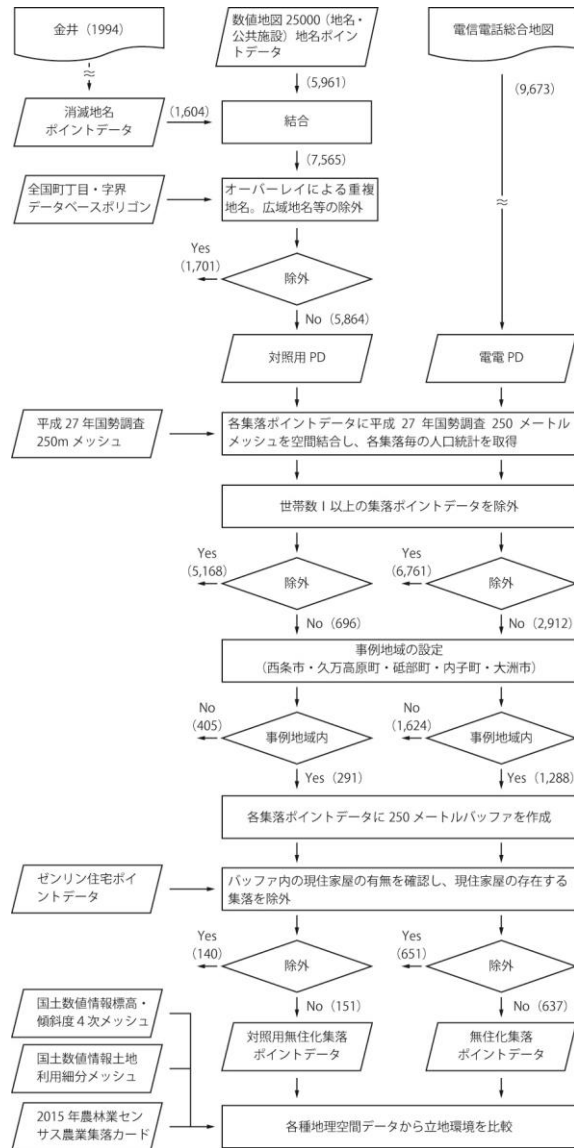 金井（1994）
数値地図 25000（地名・
公共施設）地名ポイン
トデータ
電信電話総合地図
(5,961)
(9,673)
消滅地名
ポイントデータ
(1,604)
結合
(7,565)
全国町丁目・字界
データベースポリゴン
オーバーレイによる重複
地名。広域地名等の除外
Yes
(1,701)
除外
No（5,864）
対照用 PD
電電 PD
平成 27 年国勢調査
250m メッシュ
各集落ポイントデータに平成 27 年国勢調査 250 メートル
メッシュを空間結合し、各集落毎の人口統計を取得
世帯数 1 以上の集落ポイントデータを除外
Yes
(5,168)
除外
Yes
(6,761)
除外
No（696）
No（2,912）
事例地域の設定
（西条市・久万高原町・砥部町・内子町・大洲市）
No
(405)
事例地域内
No
(1,624)
事例地域内
Yes（291）
Yes（1,288）
各集落ポイントデータに 250 メートルバッファを作成
ゼンリン住宅ポイ
ントデータ
バッファ内の現住家屋の有無を確認し、現住家屋の存在する
集落を除外
Yes
(140)
除外
Yes
(651)
除外
No（151）
No（637）
国土数値情報標高・
傾斜度 4 次メッシュ
対照用無住化集落
ポイントデータ
無住化集落
ポイントデータ
国土数値情報土地
利用細分メッシュ
2015 年農林業セン
サス農業集落カード
各種地理空間データから立地環境を比較